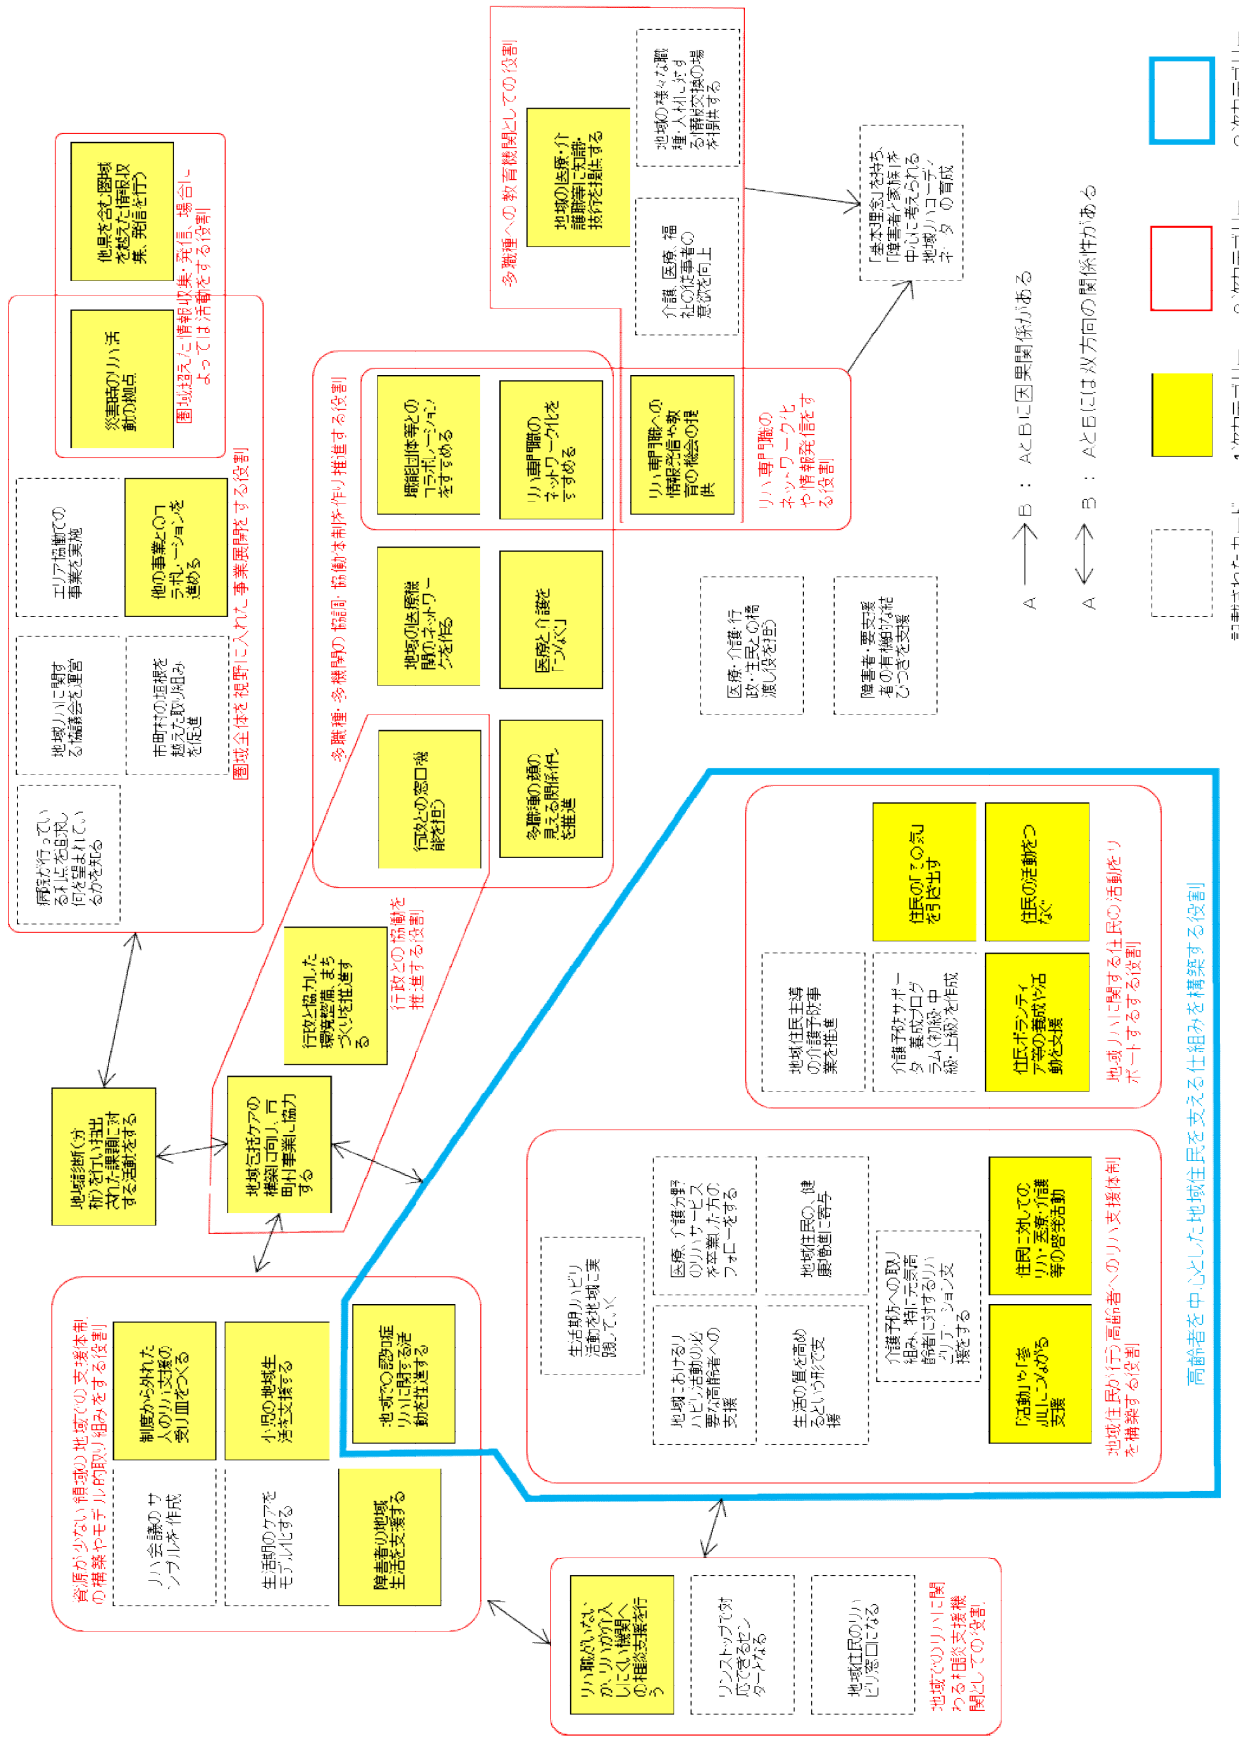 資源が少ない領域の地域での支援体制
の構築やモデル的取り組みをする役割
リハ会議のサ
ンプルを作成
制度から外れた
人のリハ支援の
受け皿をつくる
生活期のケアを
モデル化する
小児の地域生
活を支援する
障害者の地域
生活を支援する
地域での認知症
リハに関する活
動を推進する
地域診断(分
析)を行い抽出
された課題に対
する活動をする
地域包括ケアの
構築に向け、市
町村事業に協力
する
行政と協力した
環境整備、まち
づくりを推進す
る
行政との協働を
推進する役割
病院が行ってい
る利点を追求し
何を望まれてい
るかを知る
地域リハに関す
る協議会を運営
市町村の垣根を
越えた取り組み
を促進
エリア協働での
事業を実施
他の事業とのコ
ラボレーションを
進める
圏域全体を視野に入れた事業展開をする役割
災害時のリハ活
動の拠点
他県を含む圏域
を越えた情報収
集、発信を行う
圏域超えた情報収集・発信、場合に
よっては活動をする役割
多職種・多機関の協調・協働体制を作り推進する役割
行政との窓口機
能を担う
多職種の顔の
見える関係作り
を推進
地域の医療機
関のネットワー
クを作る
医療と介護を
「つなぐ」
職能団体等との
コラボレーション
をすすめる
リハ専門職の
ネットワーク化を
すすめる
リハ専門職への
情報発信や教
育の機会の提
供
リハ専門職の
ネットワーク化
や情報発信をす
る役割
多職種への教育機関としての役割
地域の医療・介
護職等に知識・
技術を提供する
介護、医療、福
祉の従事者の
意欲を向上
地域の様々な職
種・人材に対す
る情報交換の場
を提供する
「基本理念」を持ち、
「障害者と家族」を
中心に考えられる
地域リハコーディ
ネーターの育成
医療・介護・行
政・住民との橋
渡し役を担う
障害者・要支援
者の有機的な結
びつきを支援
リハ職がいない
か、リハが介入
しにくい機関へ
の相談支援を行
う
ワンストップで対
応できるセン
ターとなる
地域住民のリハ
ビリ窓口になる
地域でのリハに関
わる相談支援機
関としての役割
生活期リハビリ
活動を地域に実
践していく
地域におけるリ
ハビリ活動の必
要な高齢者への
支援
医療、介護分野
のリハサービス
を卒業した方の
フォローをする
生活の質を高め
るという形で支
援
地域住民の、健
康増進に寄与
介護予防への取り
組み、特に元気高
齢者に対するリハ
ビリテーション支
援をする
「活動」や「参
加」につながる
支援
住民に対しての
リハ・医療・介護
等の啓発活動
地域住民が行う高齢者へのリハ支援体制
を構築する役割
地域住民主導
の介護予防事
業を推進
介護予防サポー
ター養成プログ
ラム(初級・中
級・上級)を作成
住民の「その気」
を引き出す
住民ボランティ
ア等の養成や活
動を支援
住民の活動をつ
なぐ
地域リハに関する住民の活動をサ
ポートするする役割
高齢者を中心とした地域住民を支える仕組みを構築する役割
A → B : AとBに因果関係がある
A ↔ B : AとBには双方向の関係性がある